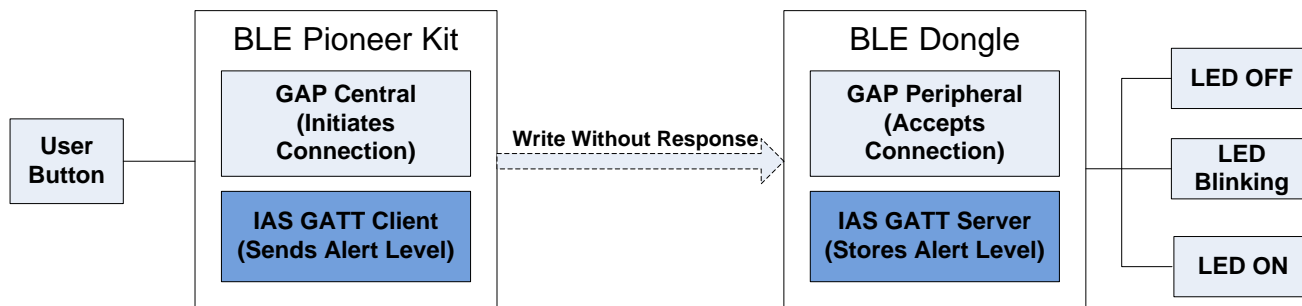 User
Button
BLE Pioneer Kit
GAP Central
(Initiates
Connection)
IAS GATT Client
(Sends Alert Level)
Write Without Response
BLE Dongle
GAP Peripheral
(Accepts
Connection)
IAS GATT Server
(Stores Alert Level)
LED OFF
LED
Blinking
LED ON